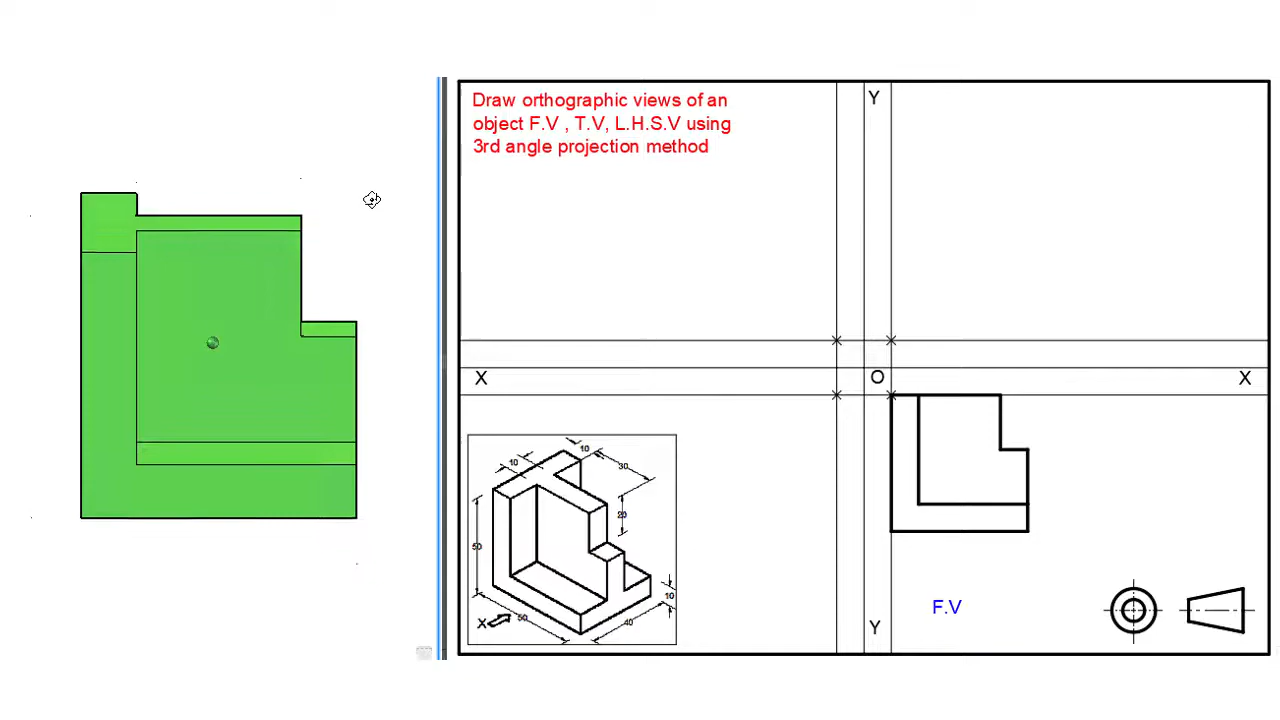 Draw orthographic views of an
object F.V , T.V, L.H.S.V using
3rd angle projection method
Y
X
O
X
10
10
30
20
50
10
X
50
40
F.V
Y